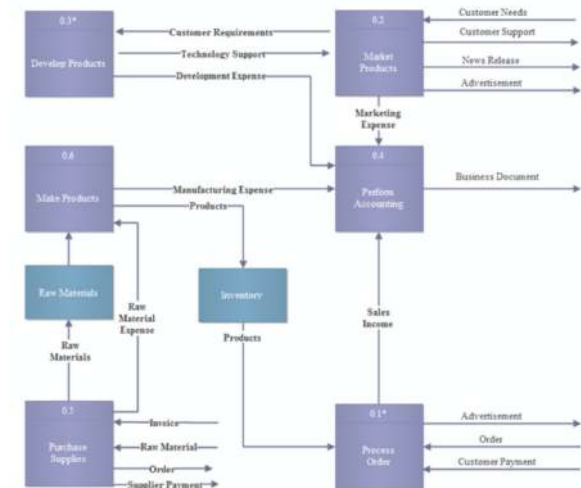 0.3*
Develop Products
Customer Requirements
Technology Support
Development Expense
0.2
Market
Products
Customer Needs
Customer Support
News Release
Advertisement
Marketing
Expense
0.6
Make Products
Manufacturing Expense
Products
0.4
Perform
Accounting
Business Document
Raw Materials
Raw
Material
Expense
Inventory
Sales
Income
Raw
Materials
Products
0.5
Purchase
Supplies
Invoice
Raw Material
Order
Supplier Payment
0.1*
Process
Order
Advertisement
Order
Customer Payment